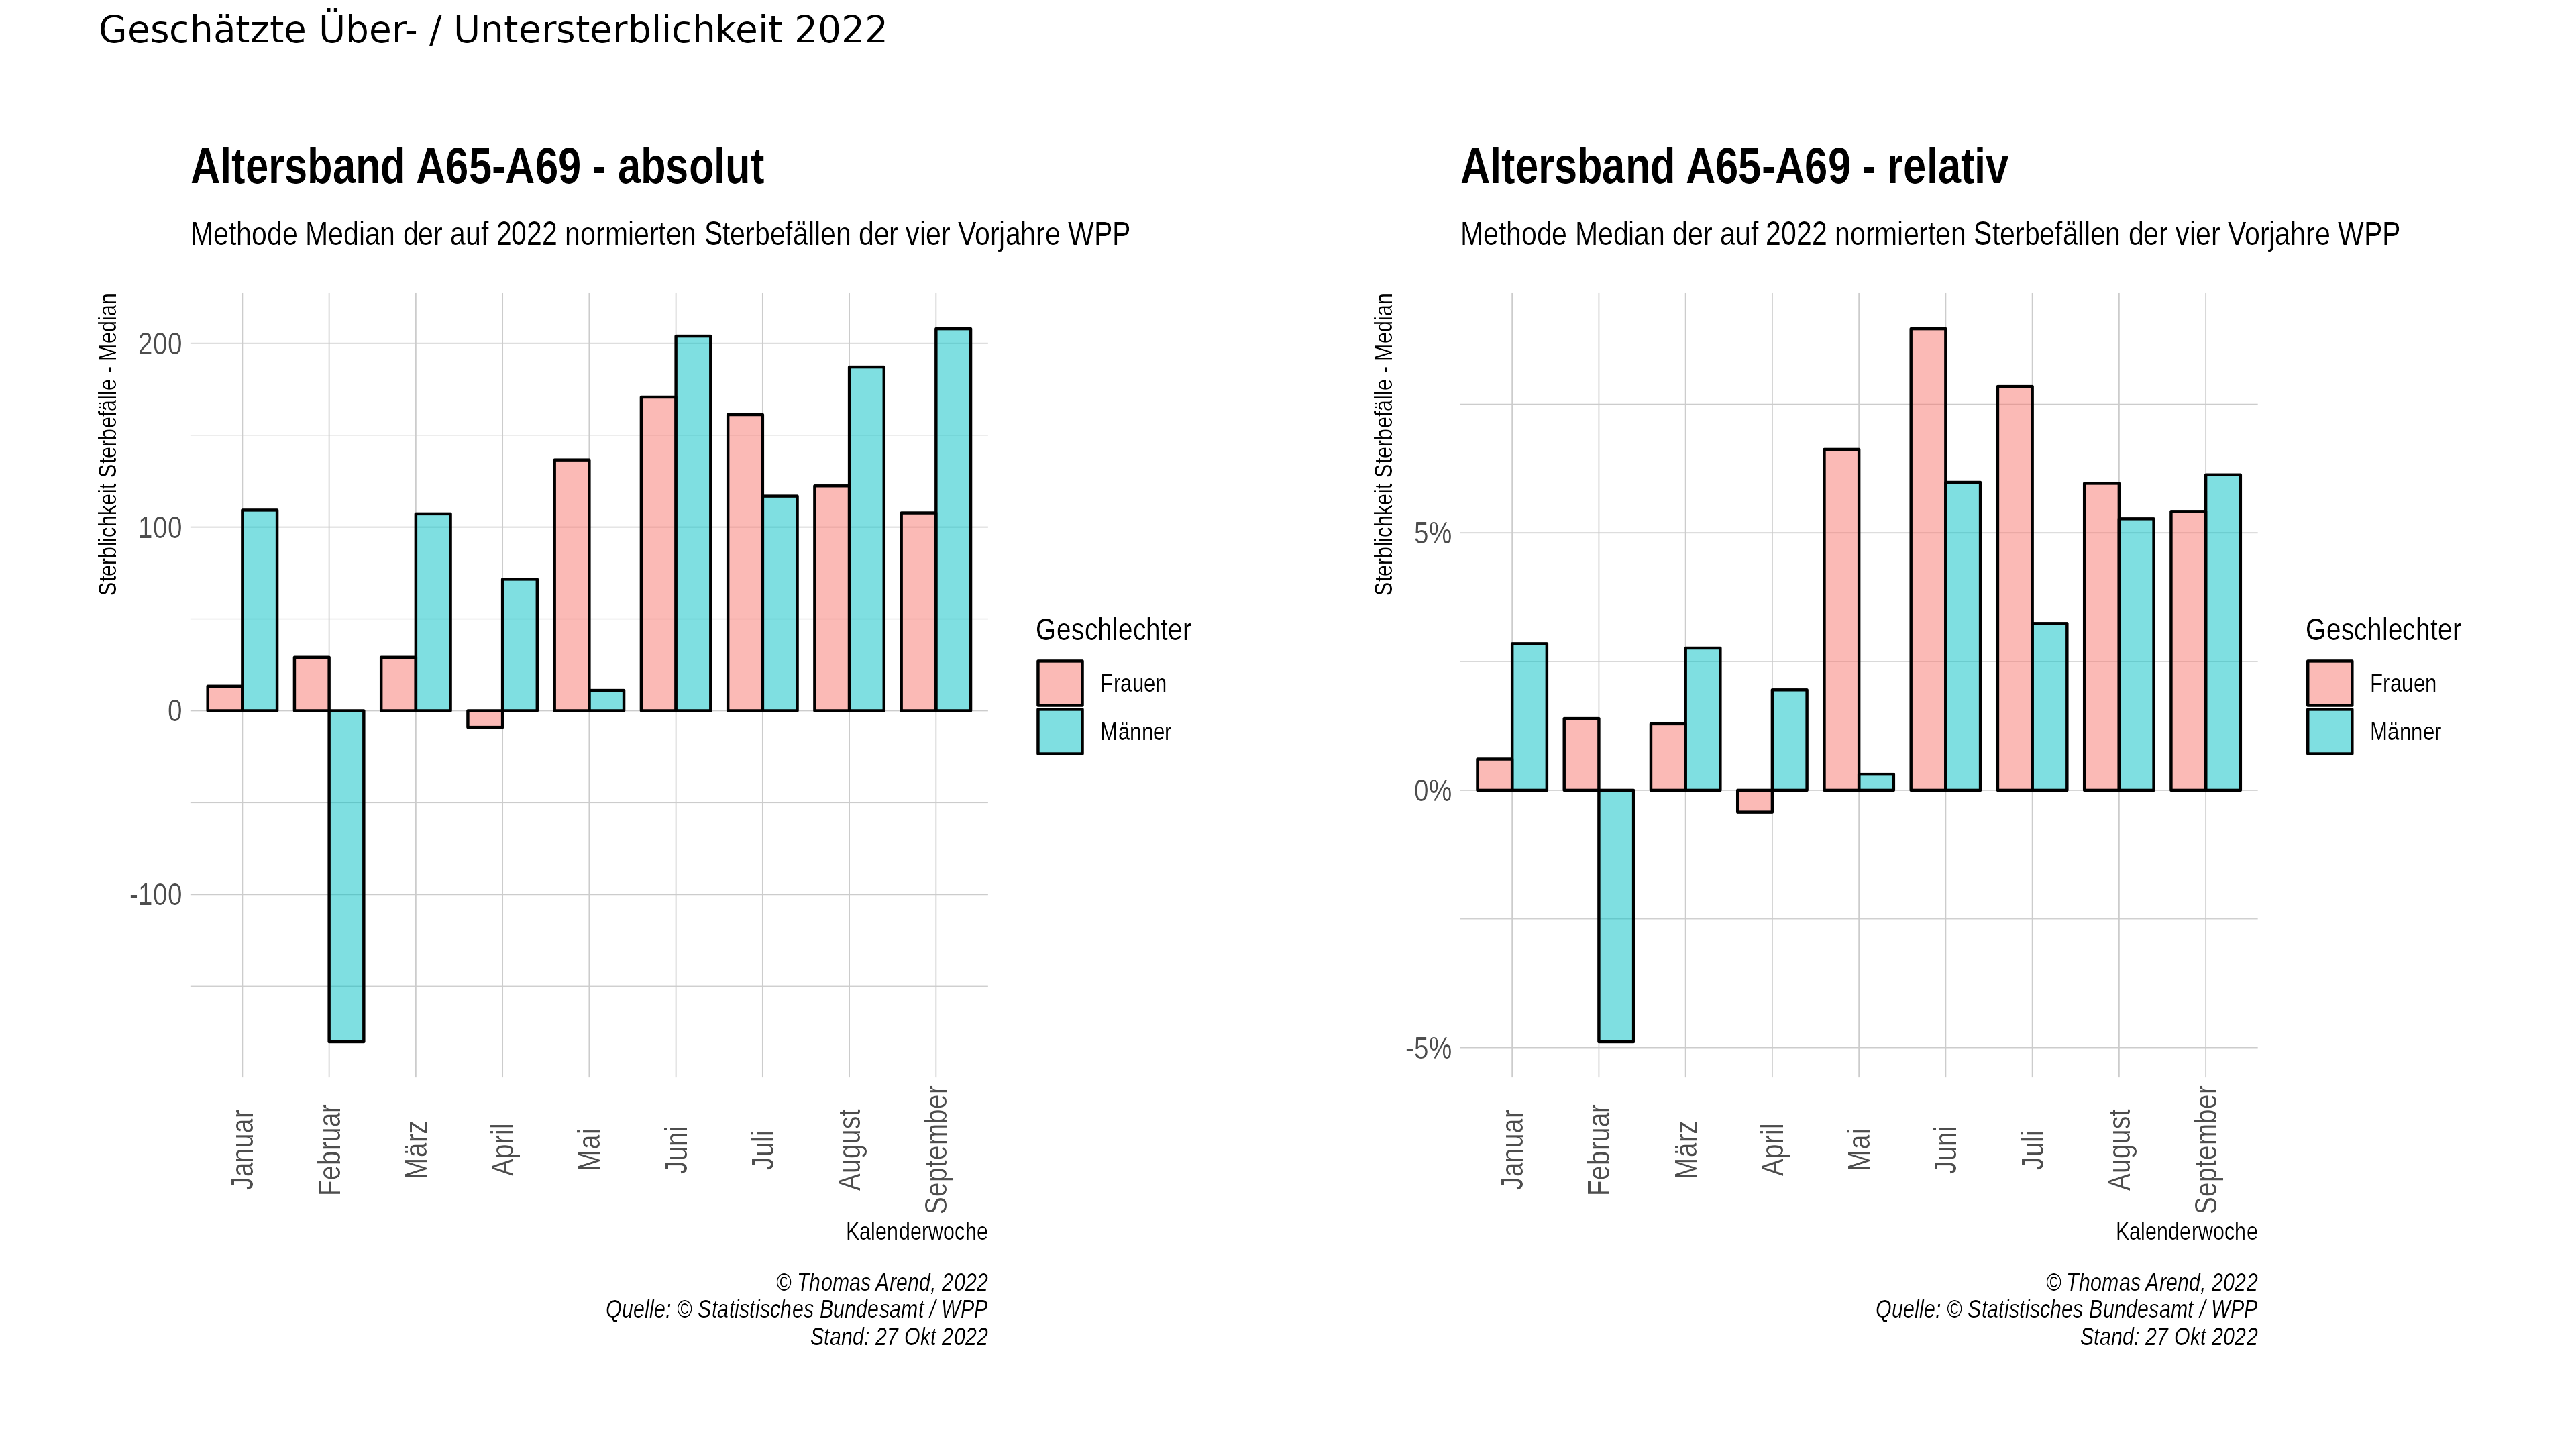 Geschätzte Über- / Untersterblichkeit 2022
Altersband A65-A69 - absolut
Methode Median der auf 2022 normierten Sterbefällen der vier Vorjahre WPP
Sterblichkeit Sterbefälle - Median
200
100
0
-100
Januar
Februar
März
April
Mai
Juni
Juli
August
September
Kalenderwoche
Geschlechter
Frauen
Männer
© Thomas Arend, 2022
Quelle: © Statistisches Bundesamt / WPP
Stand: 27 Okt 2022
Altersband A65-A69 - relativ
Methode Median der auf 2022 normierten Sterbefällen der vier Vorjahre WPP
Sterblichkeit Sterbefälle - Median
5%
0%
-5%
Januar
Februar
März
April
Mai
Juni
Juli
August
September
Kalenderwoche
Geschlechter
Frauen
Männer
© Thomas Arend, 2022
Quelle: © Statistisches Bundesamt / WPP
Stand: 27 Okt 2022